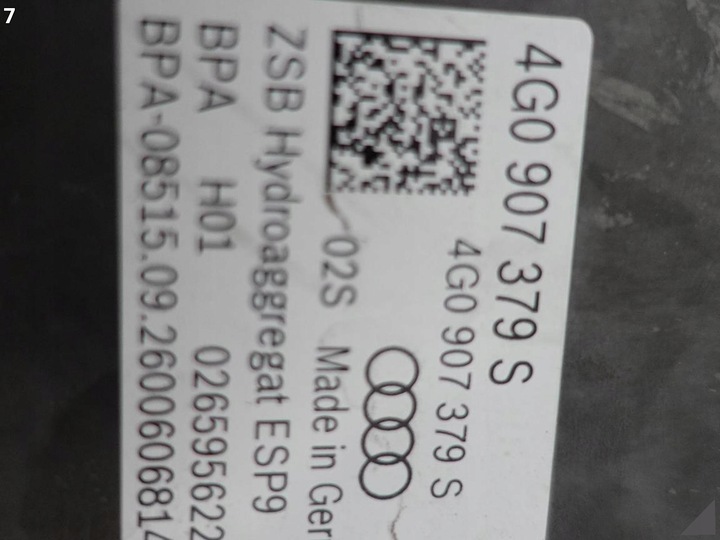 7
4G0 907 379 S
4G0 907 379 S
02S Made in Ger
ZSB Hydroaggregat ESP9
BPA H01 026595622
BPA-08515.09.2600606814